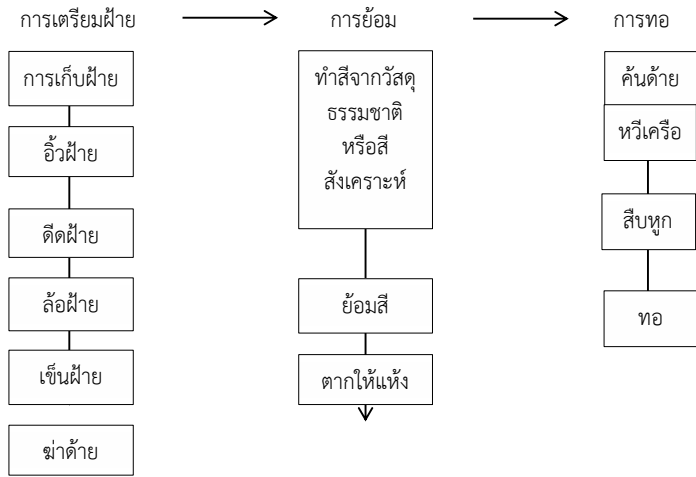 การเตรียมฝ้าย
การย้อม
การทอ
การเก็บฝ้าย
อิ้วฝ้าย
ดีดฝ้าย
ล้อฝ้าย
เข็นฝ้าย
ฆ่าด้าย
ทำสีจากวัสดุ
ธรรมชาติ
หรือสี
สังเคราะห์
ย้อมสี
ตากให้แห้ง
ค้นด้าย
หวีเครือ
สืบหูก
ทอ